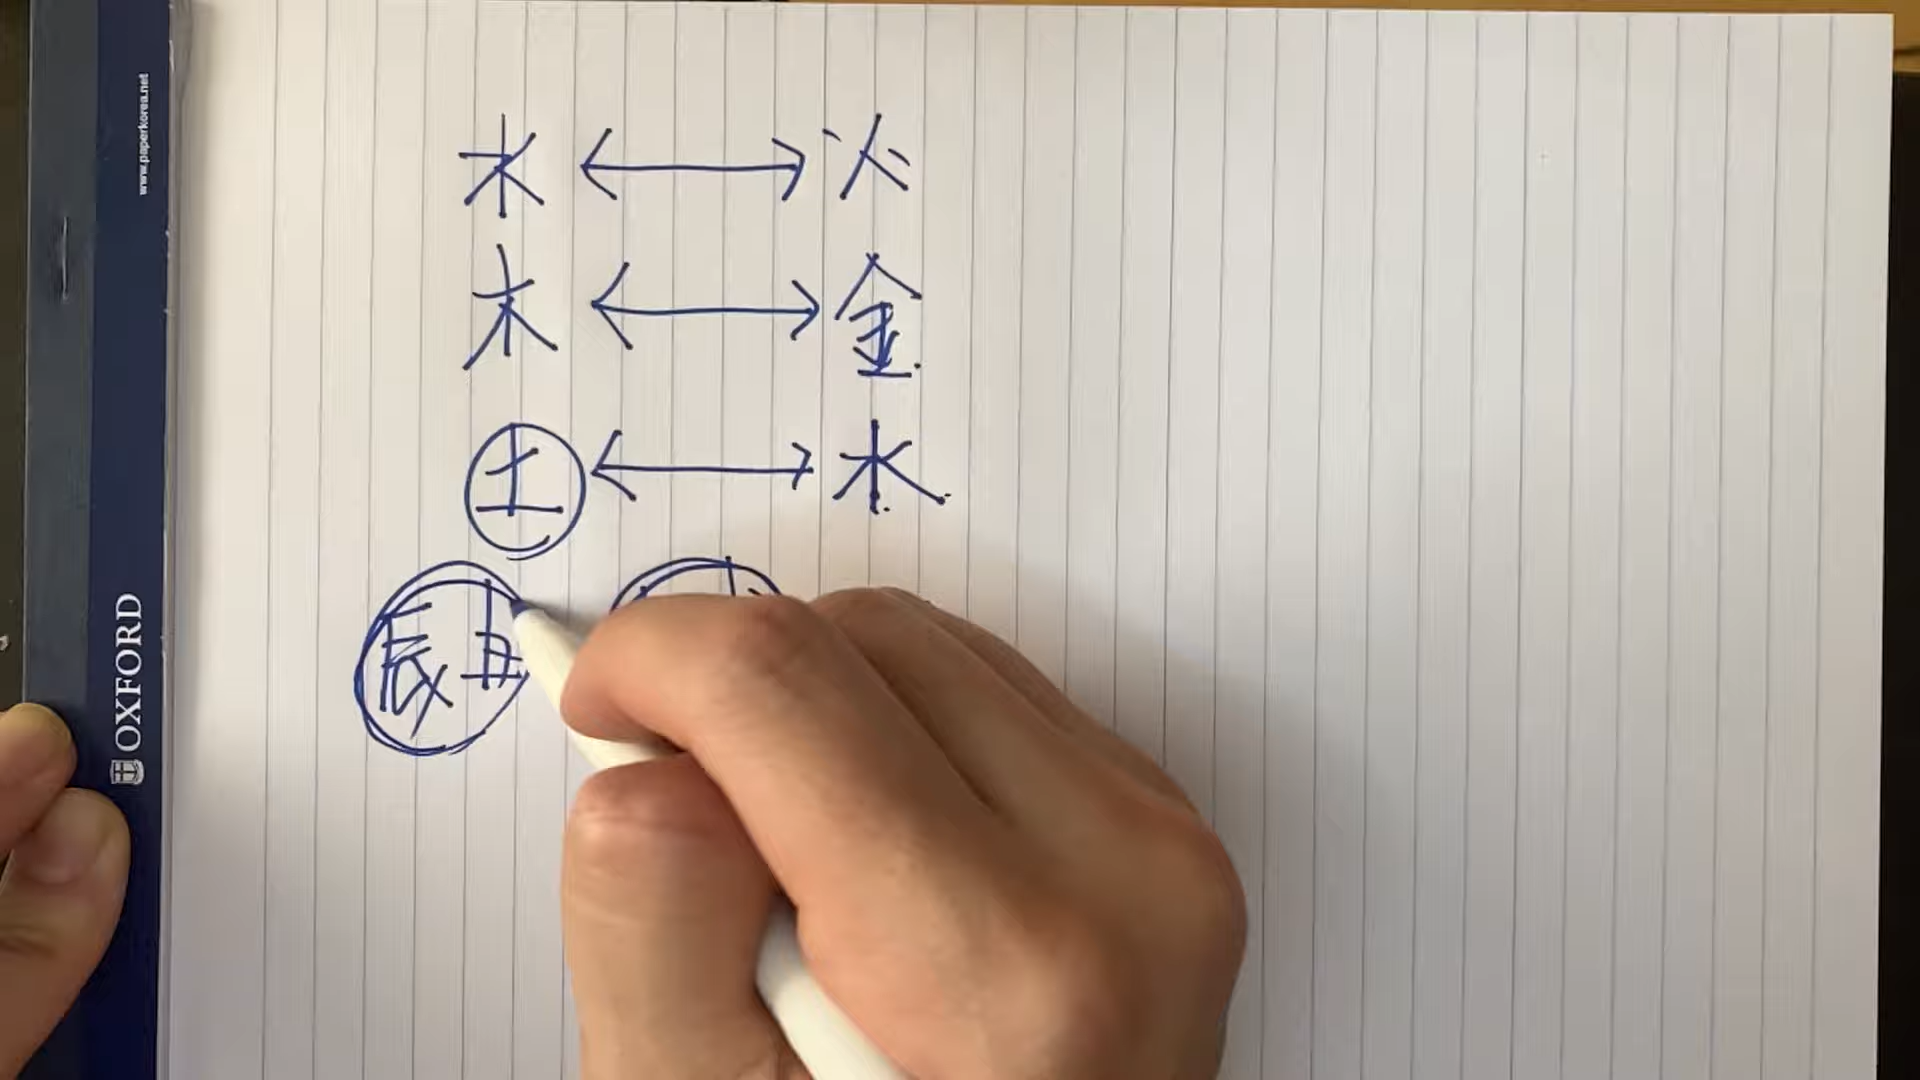 水 ↔ 火
木 ↔ 金
土 ↔ 水
辰 丑
OXFORD
www.paperkorea.net